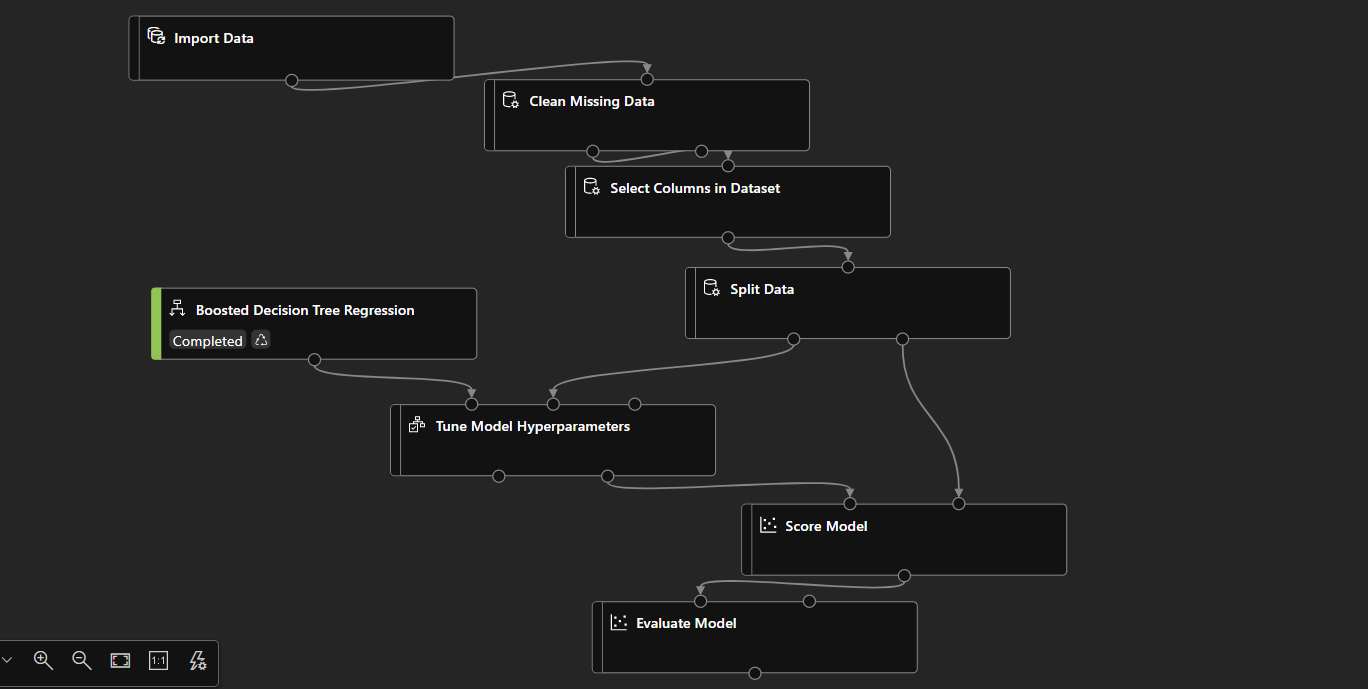 Import Data
Clean Missing Data
Select Columns in Dataset
Split Data
Boosted Decision Tree Regression
Completed
Tune Model Hyperparameters
Score Model
Evaluate Model
1:1